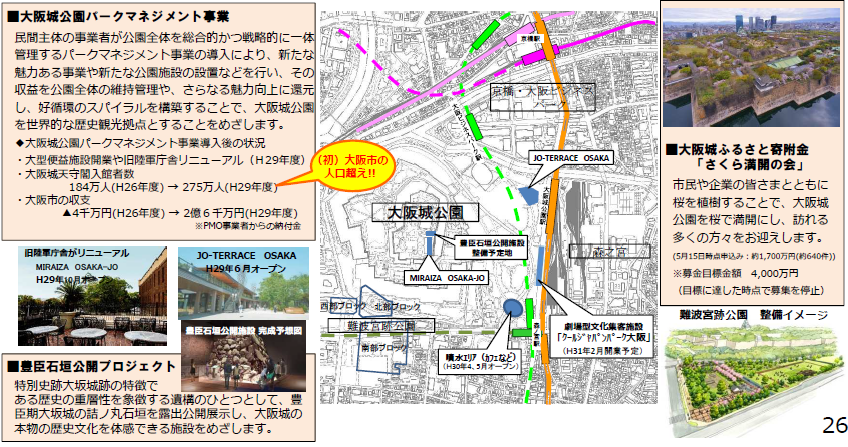 ■大阪城公園パークマネジメント事業
民間主体の事業者が公園全体を総合的かつ戦略的に一体
管理するパークマネジメント事業の導入により、新たな
魅力ある事業や新たな公園施設の設置などを行い、その
収益を公園全体の維持管理や、さらなる魅力向上に還元
し、好循環のスパイラルを構築することで、大阪城公園
を世界的な歴史観光拠点とすることをめざします。
◆大阪城公園パークマネジメント事業導入後の状況
・大型便益施設開業や旧陸軍庁舎リニューアル（H29年度）
・大阪城天守閣入館者数
184万人(H26年度) → 275万人(H29年度)
・大阪市の収支
▲4千万円(H26年度) → 2億6千万円(H29年度)
※PMO事業者からの納付金
（初）大阪市の
人口超え!!
旧陸軍庁舎がリニューアル
MIRAIZA OSAKA-JO
H29年10月オープン
JO-TERRACE OSAKA
H29年６月オープン
豊臣石垣公開施設 完成予想図
■豊臣石垣公開プロジェクト
特別史跡大坂城跡の特徴で
ある歴史の重層性を象徴する遺構のひとつとして、豊
臣期大坂城の詰ノ丸石垣を露出公開展示し、大阪城の
本物の歴史文化を体感できる施設をめざします。
京橋駅
京橋・大阪ビジネス
パーク
大阪ビジネスパーク駅
JO-TERRACE OSAKA
大阪城公園駅
大阪城公園
豊臣石垣公開施設
整備予定地
MIRAIZA OSAKA-JO
森之宮
西部ブロック
北部ブロック
難波宮跡公園
南部ブロック
森ノ宮駅
噴水エリア（カフェなど）
（H30年4、5月オープン）
劇場型文化集客施設
「クールジャパンパーク大阪」
（H31年2月開業予定）
■大阪城ふるさと寄附金
「さくら満開の会」
市民や企業の皆さまとともに
桜を植樹することで、大阪城
公園を桜で満開にし、訪れる
多くの方々をお迎えします。
(5月15日時点申込み：約1,700万円(約640件))
※募金目標金額 4,000万円
（目標に達した時点で募集を停止）
難波宮跡公園 整備イメージ
26